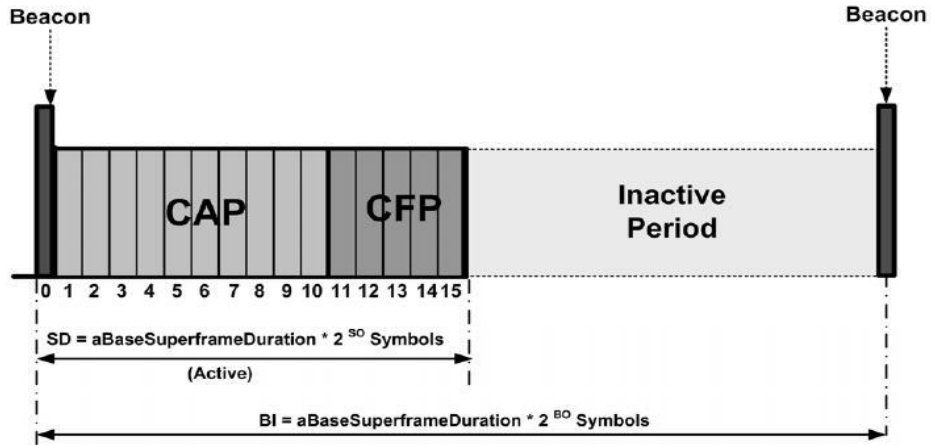 Beacon
Beacon
CAP
CFP
Inactive
Period
0 1 2 3 4 5 6 7 8 9 10 11 12 13 14 15
SD = aBaseSuperframeDuration * 2 SO Symbols
(Active)
BI = aBaseSuperframeDuration * 2 BO Symbols